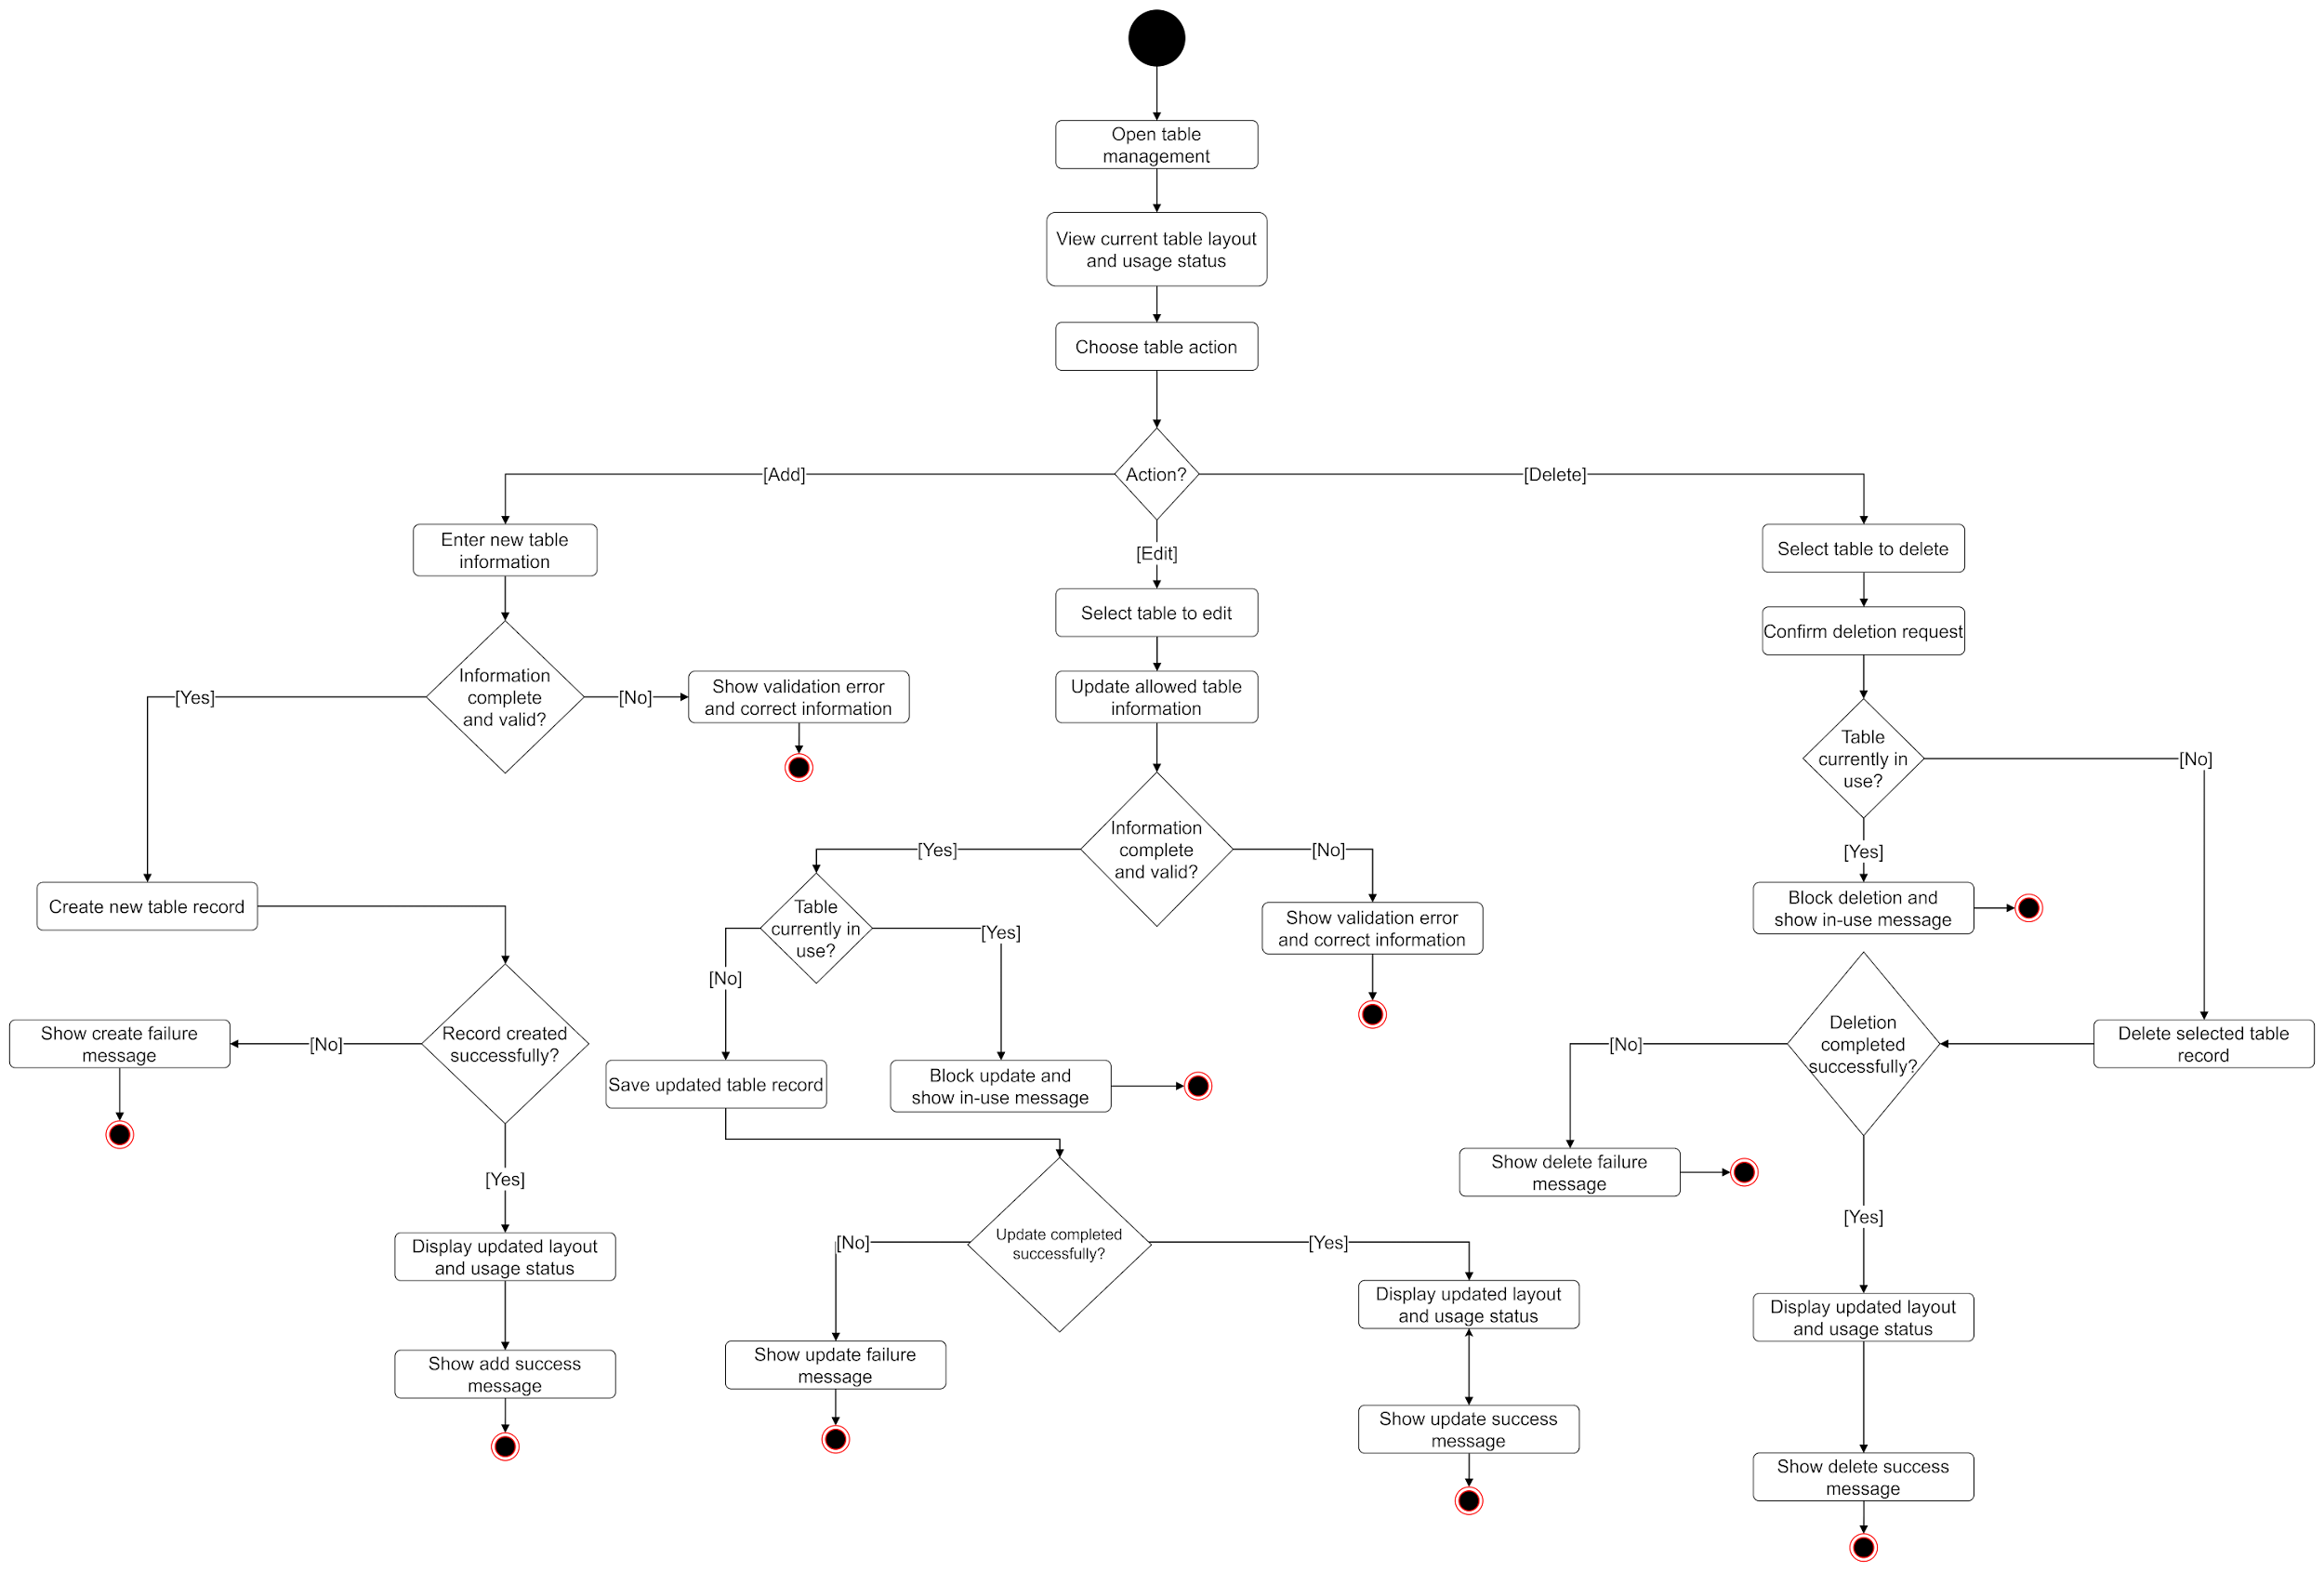 Open table
management
View current table layout
and usage status
Choose table action
Action?
[Add]
[Delete]
[Edit]
Enter new table
information
Information
complete
and valid?
[Yes]
[No]
Show validation error
and correct information
Create new table record
Record created
successfully?
[No]
Show create failure
message
[Yes]
Display updated layout
and usage status
Show add success
message
Select table to edit
Update allowed table
information
Information
complete
and valid?
[Yes]
[No]
Show validation error
and correct information
Table
currently in
use?
[No]
[Yes]
Save updated table record
Block update and
show in-use message
Update completed
successfully?
[No]
[Yes]
Show update failure
message
Display updated layout
and usage status
Show update success
message
Select table to delete
Confirm deletion request
Table
currently in
use?
[No]
[Yes]
Block deletion and
show in-use message
Delete selected table
record
Deletion
completed
successfully?
[No]
Show delete failure
message
[Yes]
Display updated layout
and usage status
Show delete success
message